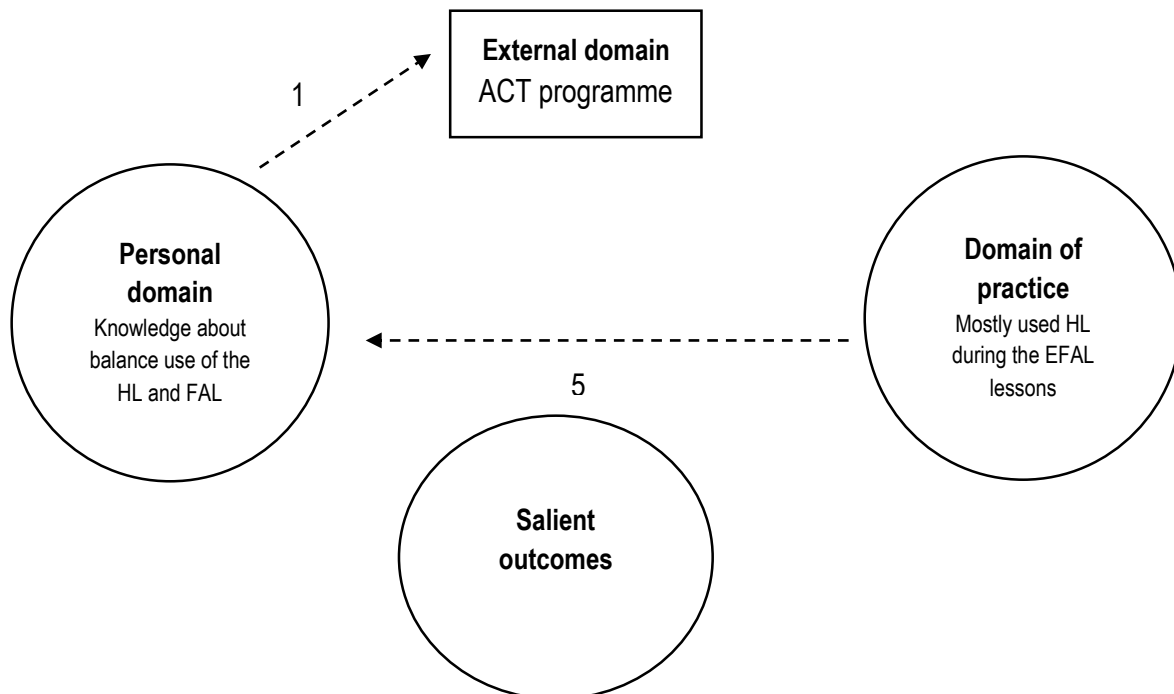 External domain
ACT programme
1
Personal
domain
Knowledge about
balance use of the
HL and FAL
Domain of
practice
Mostly used HL
during the EFAL
lessons
5
Salient
outcomes